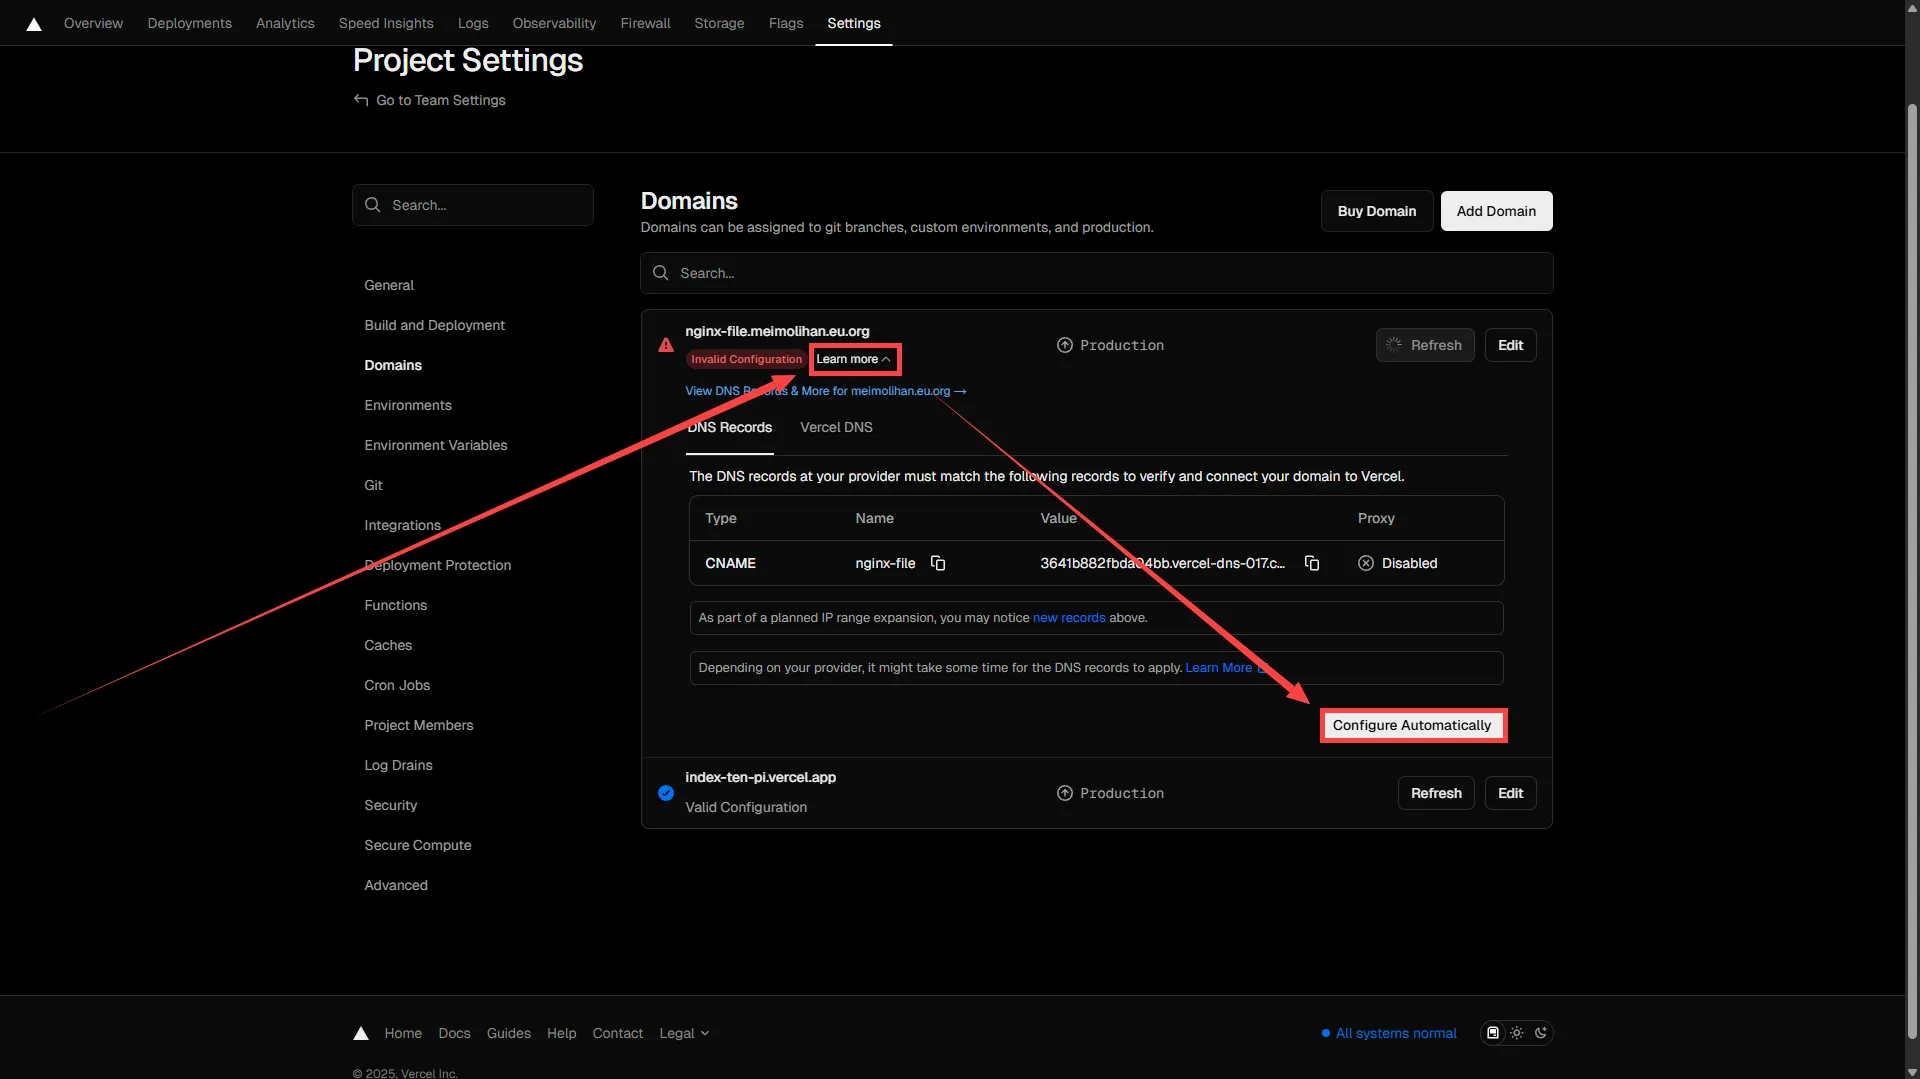 Overview Deployments Analytics Speed Insights Logs Observability Firewall Storage Flags Settings
Project Settings
Go to Team Settings
Search...
General
Build and Deployment
Domains
Environments
Environment Variables
Git
Integrations
Deployment Protection
Functions
Caches
Cron Jobs
Project Members
Log Drains
Security
Secure Compute
Advanced
Domains
Domains can be assigned to git branches, custom environments, and production.
Buy Domain
Add Domain
Search...
nginx-file.meimolihan.eu.org
Invalid Configuration Learn more
Production
Refresh
Edit
View DNS Records & More for meimolihan.eu.org →
DNS Records Vercel DNS
The DNS records at your provider must match the following records to verify and connect your domain to Vercel.
Type Name Value Proxy
CNAME nginx-file 3641b882fbda04bb.vercel-dns-017.c... Disabled
As part of a planned IP range expansion, you may notice new records above.
Depending on your provider, it might take some time for the DNS records to apply. Learn More
Configure Automatically
index-ten-pi.vercel.app
Valid Configuration
Production
Refresh
Edit
Home Docs Guides Help Contact Legal
All systems normal
© 2025, Vercel Inc.